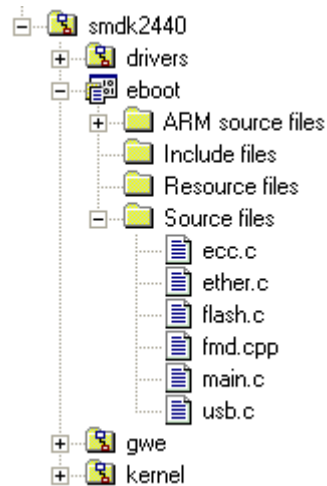 smdk2440
drivers
eboot
ARM source files
Include files
Resource files
Source files
ecc.c
ether.c
flash.c
fmd.cpp
main.c
usb.c
gwe
kernel